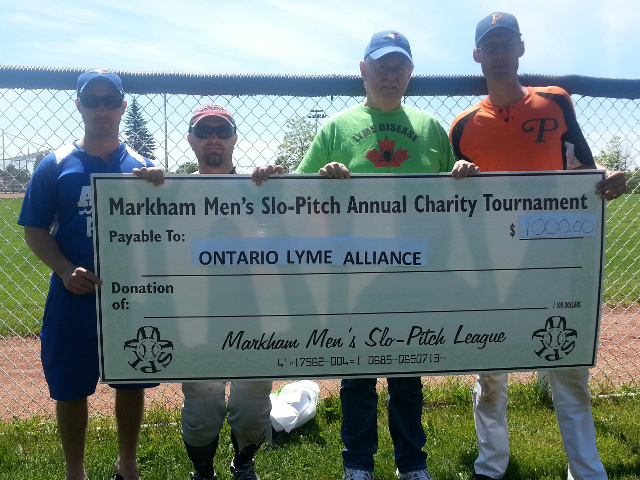 LYME DISEASE
P
P
Markham Men's Slo-Pitch Annual Charity Tournament
Payable To:
$ 1000.00
ONTARIO LYME ALLIANCE
Donation
of:
/ 100 DOLLARS
Markham Men's Slo-Pitch League